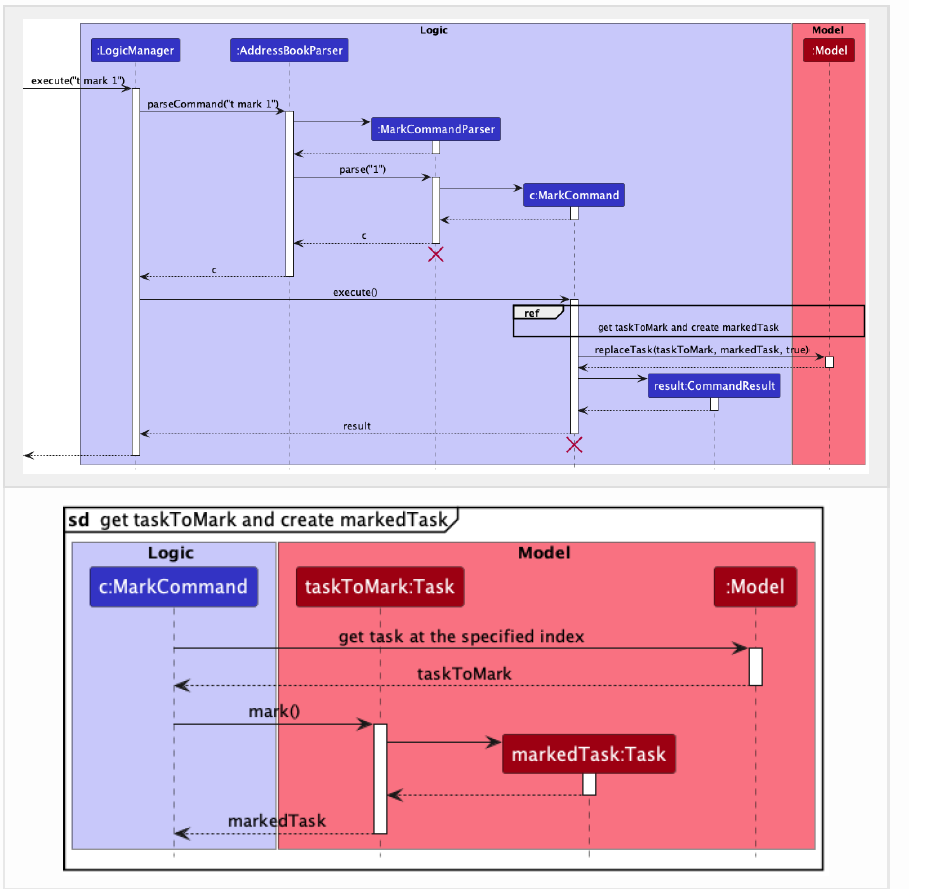 Logic
Model
:LogicManager
:AddressBookParser
:Model
execute("t mark 1")
parseCommand("t mark 1")
:MarkCommandParser
parse("1")
c:MarkCommand
c
c
execute()
ref
get taskToMark and create markedTask
replaceTask(taskToMark, markedTask, true)
result:CommandResult
result
sd get taskToMark and create markedTask
Logic
Model
c:MarkCommand
taskToMark:Task
:Model
get task at the specified index
taskToMark
mark()
markedTask:Task
markedTask